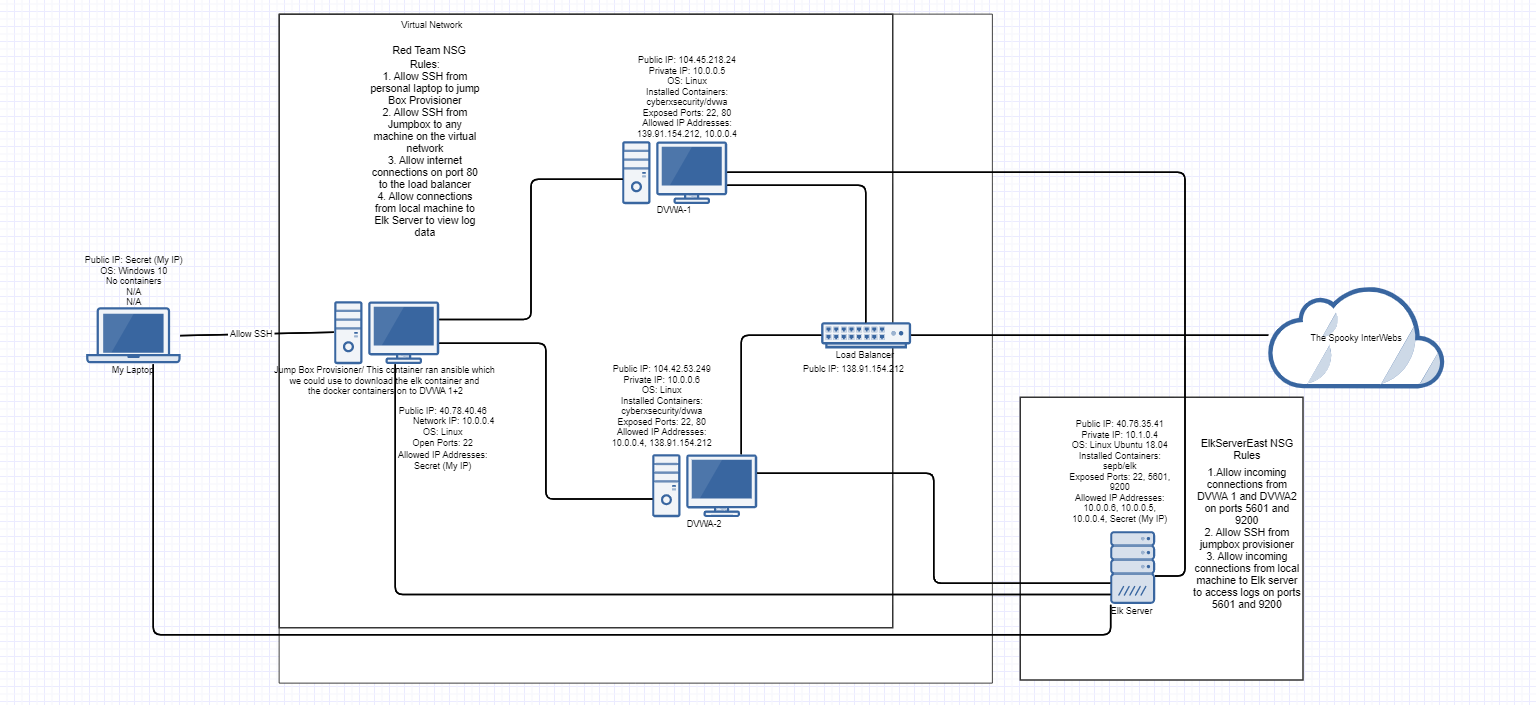 Virtual Network
Red Team NSG
Rules:
1. Allow SSH from
personal laptop to jump
Box Provisioner
2. Allow SSH from
Jumpbox to any
machine on the virtual
network
3. Allow internet
connections on port 80
to the load balancer
4. Allow connections
from local machine to
Elk Server to view log
data
Public IP: 104.45.218.24
Private IP: 10.0.0.5
OS: Linux
Installed Containers:
cyberxsecurity/dvwa
Exposed Ports: 22, 80
Allowed IP Addresses:
139.91.154.212, 10.0.0.4
DVWA-1
Public IP: Secret (My IP)
OS: Windows 10
No containers
N/A
N/A
My Laptop
Allow SSH
Jump Box Provisioner/ This container ran ansible which
we could use to download the elk container and
the docker containers on to DVWA 1+2
Public IP: 40.78.40.46
Network IP: 10.0.0.4
OS: Linux
Open Ports: 22
Allowed IP Addresses:
Secret (My IP)
Public IP: 104.42.53.249
Private IP: 10.0.0.6
OS: Linux
Installed Containers:
cyberxsecurity/dvwa
Exposed Ports: 22, 80
Allowed IP Addresses:
10.0.0.4, 138.91.154.212
DVWA-2
Load Balancer
Public IP: 138.91.154.212
The Spooky InterWebs
Public IP: 40.76.35.41
Private IP: 10.1.0.4
OS: Linux Ubuntu 18.04
Installed Containers:
sepb/elk
Exposed Ports: 22, 5601,
9200
Allowed IP Addresses:
10.0.0.6, 10.0.0.5,
10.0.0.4, Secret (My IP)
Elk Server
ElkServerEast NSG
Rules
1.Allow incoming
connections from
DVWA 1 and DVWA2
on ports 5601 and
9200
2. Allow SSH from
jumpbox provisioner
3. Allow incoming
connections from local
machine to Elk server
to access logs on ports
5601 and 9200